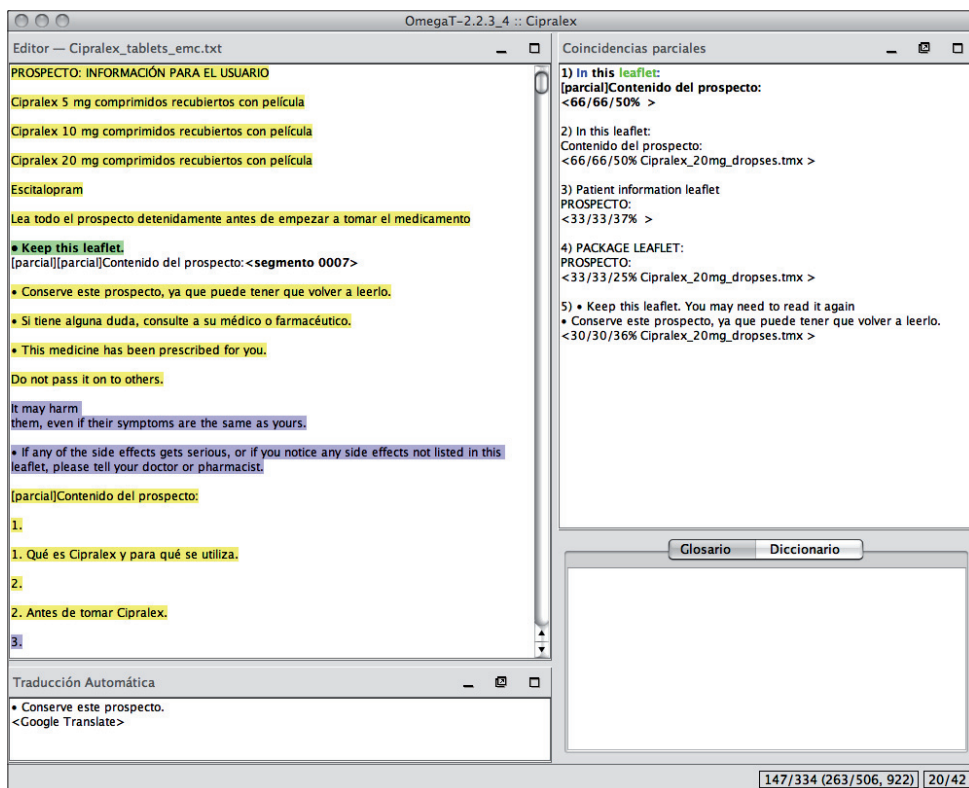 OmegaT-2.2.3_4 :: Cipralex
Editor — Cipralex_tablets_emc.txt
PROSPECTO: INFORMACIÓN PARA EL USUARIO
Cipralex 5 mg comprimidos recubiertos con película
Cipralex 10 mg comprimidos recubiertos con película
Cipralex 20 mg comprimidos recubiertos con película
Escitalopram
Lea todo el prospecto detenidamente antes de empezar a tomar el medicamento
• Keep this leaflet.
[parcial][parcial]Contenido del prospecto:<segmento 0007>
• Conserve este prospecto, ya que puede tener que volver a leerlo.
• Si tiene alguna duda, consulte a su médico o farmacéutico.
• This medicine has been prescribed for you.
Do not pass it on to others.
It may harm
them, even if their symptoms are the same as yours.
• If any of the side effects gets serious, or if you notice any side effects not listed in this
leaflet, please tell your doctor or pharmacist.
[parcial]Contenido del prospecto:
1.
1. Qué es Cipralex y para qué se utiliza.
2.
2. Antes de tomar Cipralex.
3.
Coincidencias parciales
1) In this leaflet:
[parcial]Contenido del prospecto:
<66/66/50% >
2) In this leaflet:
Contenido del prospecto:
<66/66/50% Cipralex_20mg_dropses.tmx >
3) Patient information leaflet
PROSPECTO:
<33/33/37% >
4) PACKAGE LEAFLET:
PROSPECTO:
<33/33/25% Cipralex_20mg_dropses.tmx >
5) • Keep this leaflet. You may need to read it again
• Conserve este prospecto, ya que puede tener que volver a leerlo.
<30/30/36% Cipralex_20mg_dropses.tmx >
Glosario Diccionario
Traducción Automática
• Conserve este prospecto.
<Google Translate>
147/334 (263/506, 922) 20/42